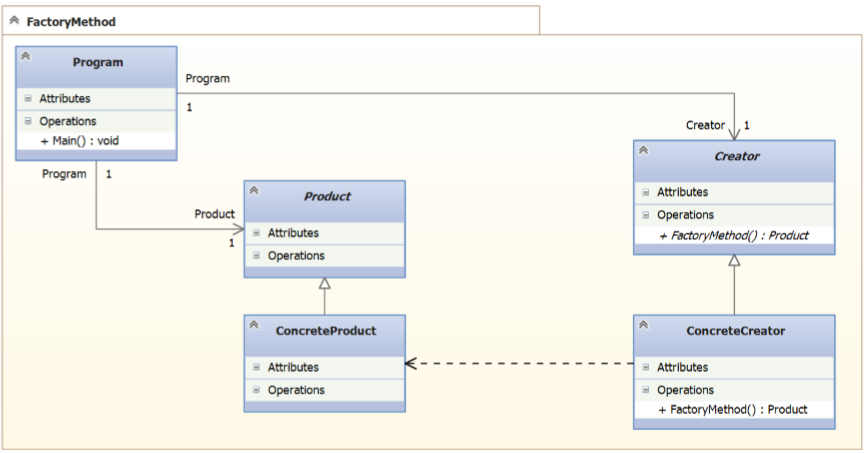 FactoryMethod
Program
Attributes
Operations
+ Main() : void
Program
1
Creator
1
Program
1
Product
1
Product
Attributes
Operations
Creator
Attributes
Operations
+ FactoryMethod() : Product
ConcreteProduct
Attributes
Operations
ConcreteCreator
Attributes
Operations
+ FactoryMethod() : Product